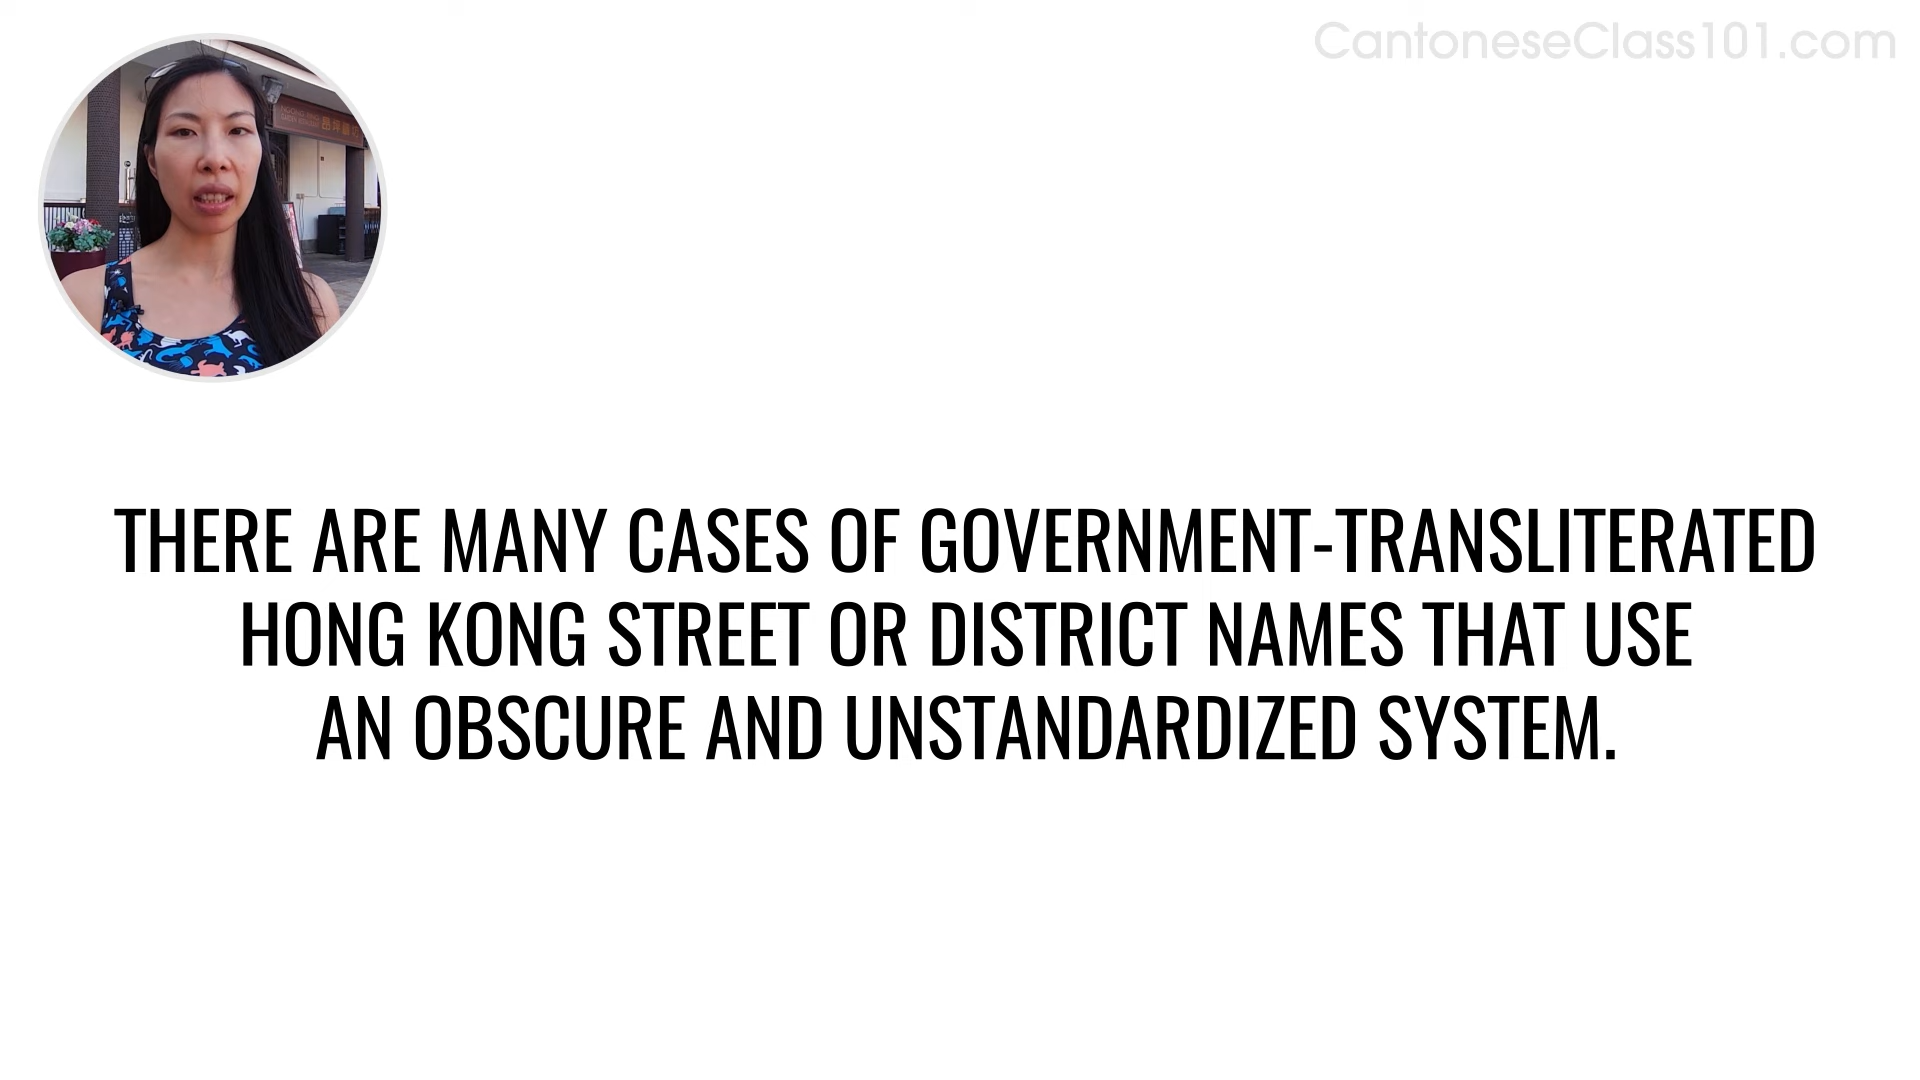 CantoneseClass101.com
THERE ARE MANY CASES OF GOVERNMENT-TRANSLITERATED
HONG KONG STREET OR DISTRICT NAMES THAT USE
AN OBSCURE AND UNSTANDARDIZED SYSTEM.